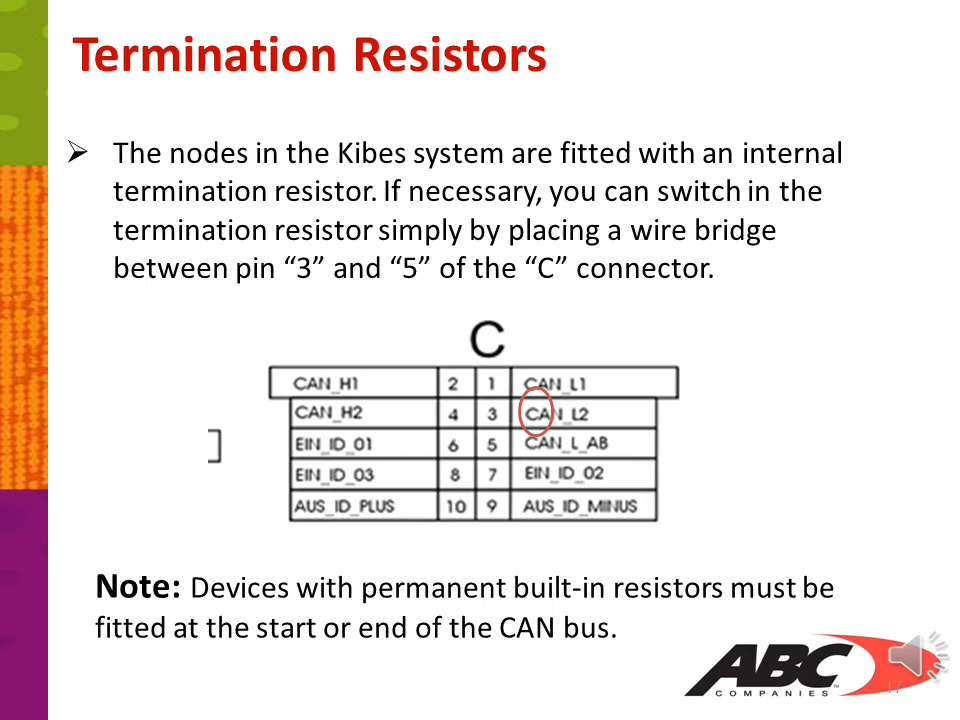 Termination Resistors
➢ The nodes in the Kibes system are fitted with an internal
termination resistor. If necessary, you can switch in the
termination resistor simply by placing a wire bridge
between pin “3” and “5” of the “C” connector.
C
CAN_H1 2 1 CAN_L1
CAN_H2 4 3 CAN_L2
EIN_ID_01 6 5 CAN_L_AB
EIN_ID_03 8 7 EIN_ID_02
AUS_ID_PLUS 10 9 AUS_ID_MINUS
Note: Devices with permanent built-in resistors must be
fitted at the start or end of the CAN bus.
ABC
COMPANIES™
17